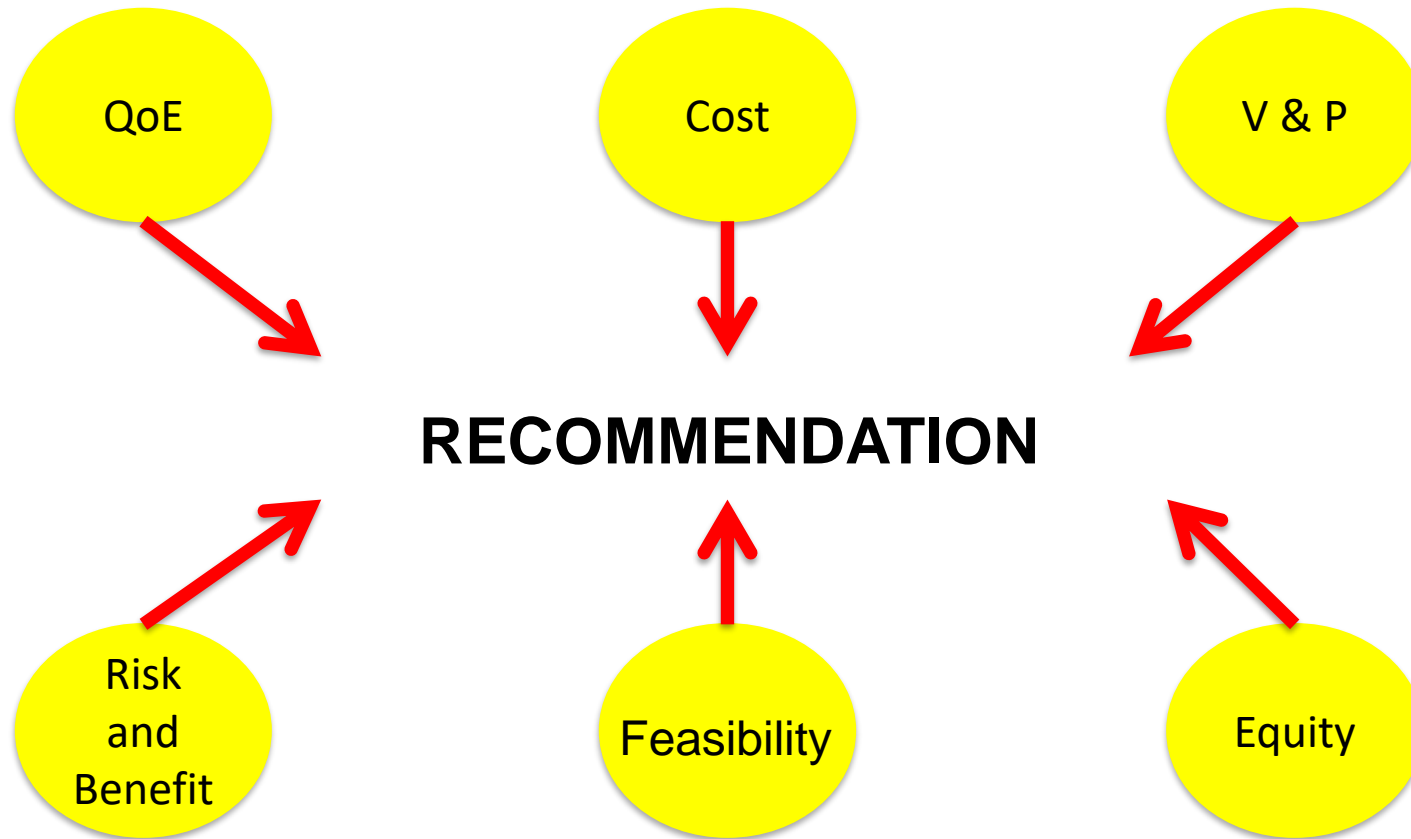 QoE
Cost
V & P
RECOMMENDATION
Risk
and
Benefit
Feasibility
Equity